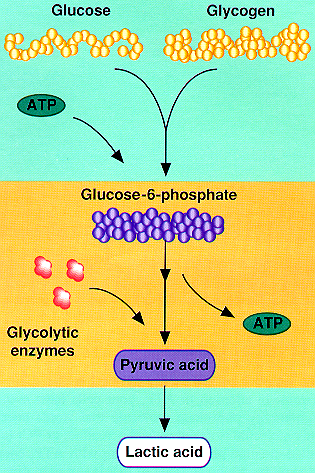 Glucose
Glycogen
ATP
Glucose-6-phosphate
Glycolytic
enzymes
ATP
Pyruvic acid
Lactic acid